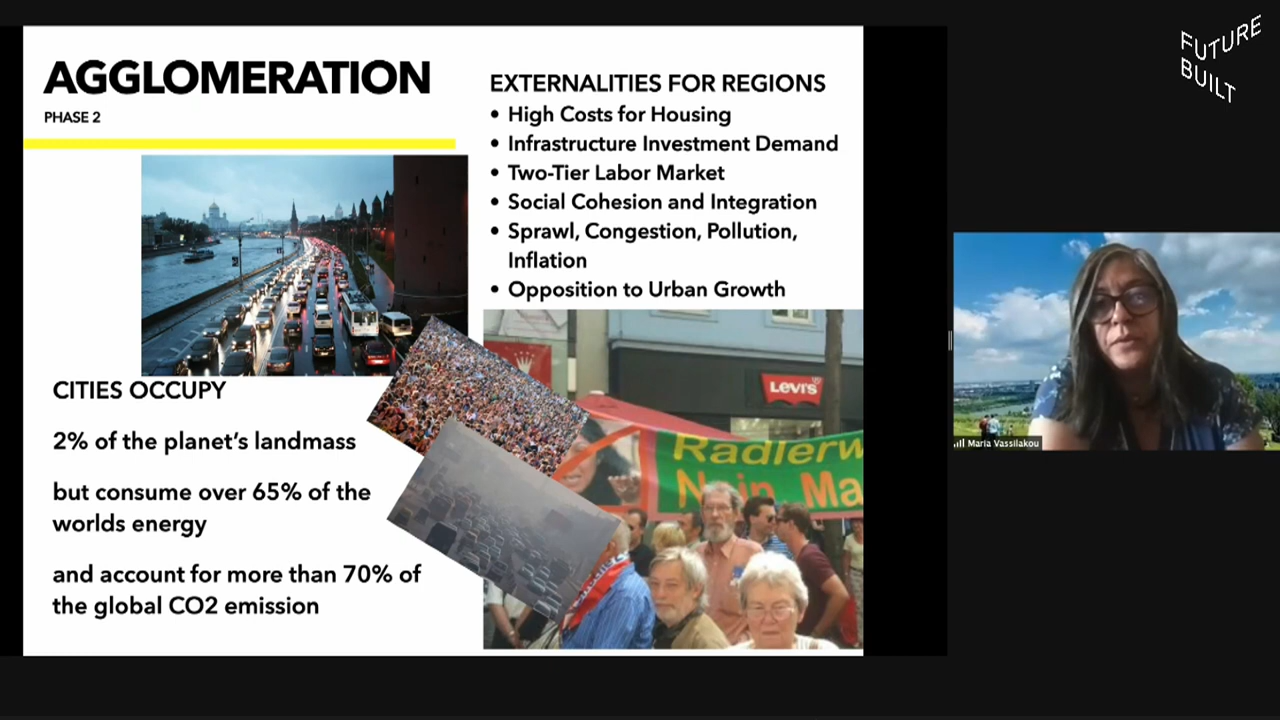 AGGLOMERATION
PHASE 2
CITIES OCCUPY
2% of the planet's landmass
but consume over 65% of the
worlds energy
and account for more than 70% of
the global CO2 emission
EXTERNALITIES FOR REGIONS
• High Costs for Housing
• Infrastructure Investment Demand
• Two-Tier Labor Market
• Social Cohesion and Integration
• Sprawl, Congestion, Pollution,
Inflation
• Opposition to Urban Growth
LEVI'S
Radlerw
Nein Ma
FUTURE
BUILT
Maria Vassilakou